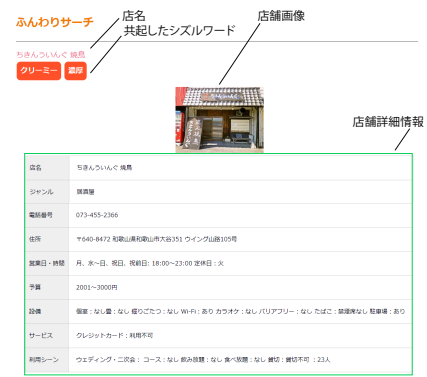 ふんわりサーチ
店名
共起したシズルワード
店舗画像
ちきんういんぐ 焼鳥
クリーミー 濃厚
店舗詳細情報
店名 ちきんういんぐ 焼鳥
ジャンル 居酒屋
電話番号 073-455-2366
住所 〒640-8472 和歌山県和歌山市大谷351 ウイング山路105号
営業日・時間 月、水～日、祝日、祝前日: 18:00～23:00 定休日：火
予算 2001～3000円
設備 個室：なし畳：なし 掘りごたつ：なし Wi-Fi：あり カラオケ：なし バリアフリー：なし たばこ：禁煙席なし 駐車場：あり
サービス クレジットカード：利用不可
利用シーン ウェディング・二次会： コース：なし 飲み放題：なし 食べ放題：なし 貸切：貸切不可 ：23人